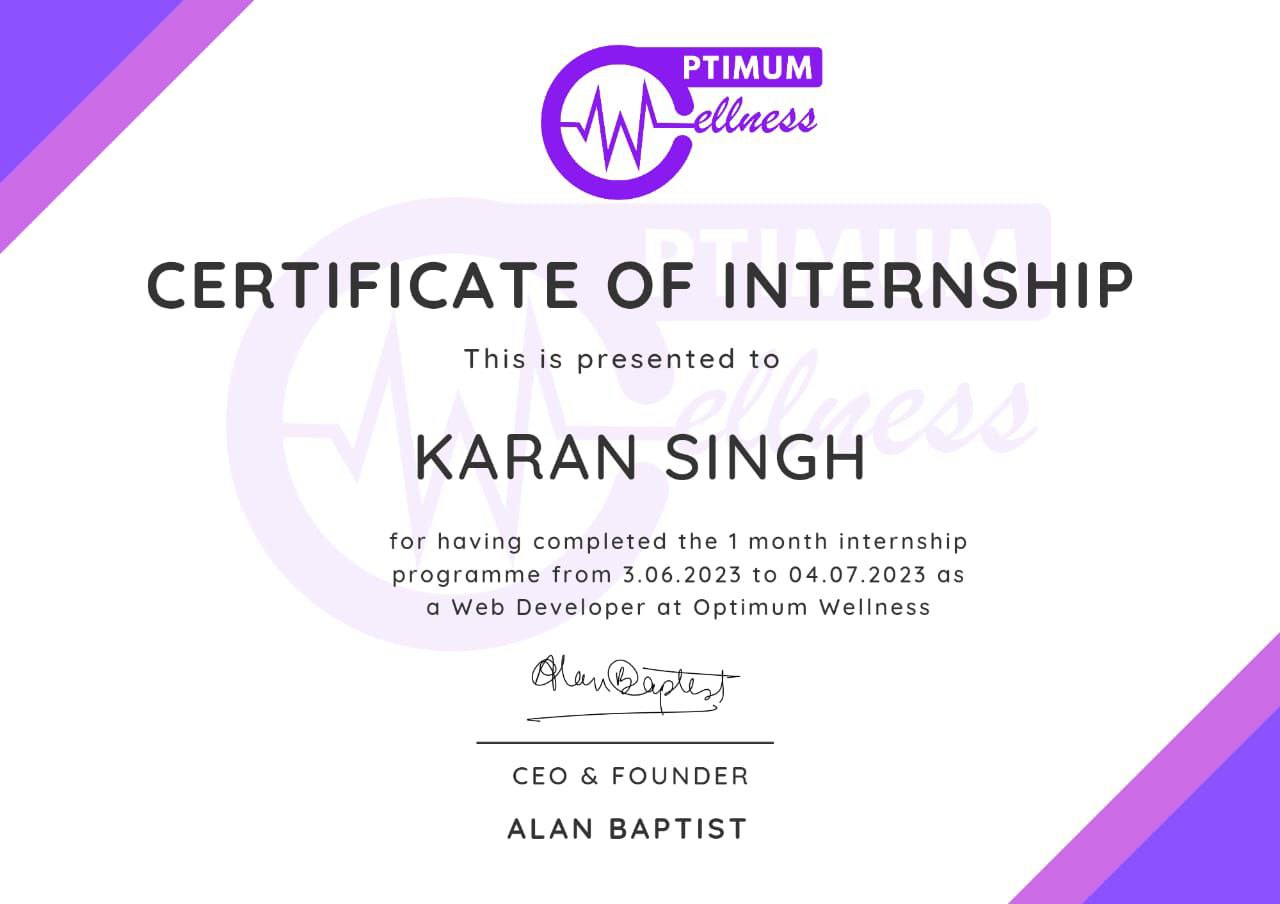 PTIMUM
ellness
CERTIFICATE OF INTERNSHIP
This is presented to
KARAN SINGH
for having completed the 1 month internship
programme from 3.06.2023 to 04.07.2023 as
a Web Developer at Optimum Wellness
Alan Baptist
CEO & FOUNDER
ALAN BAPTIST